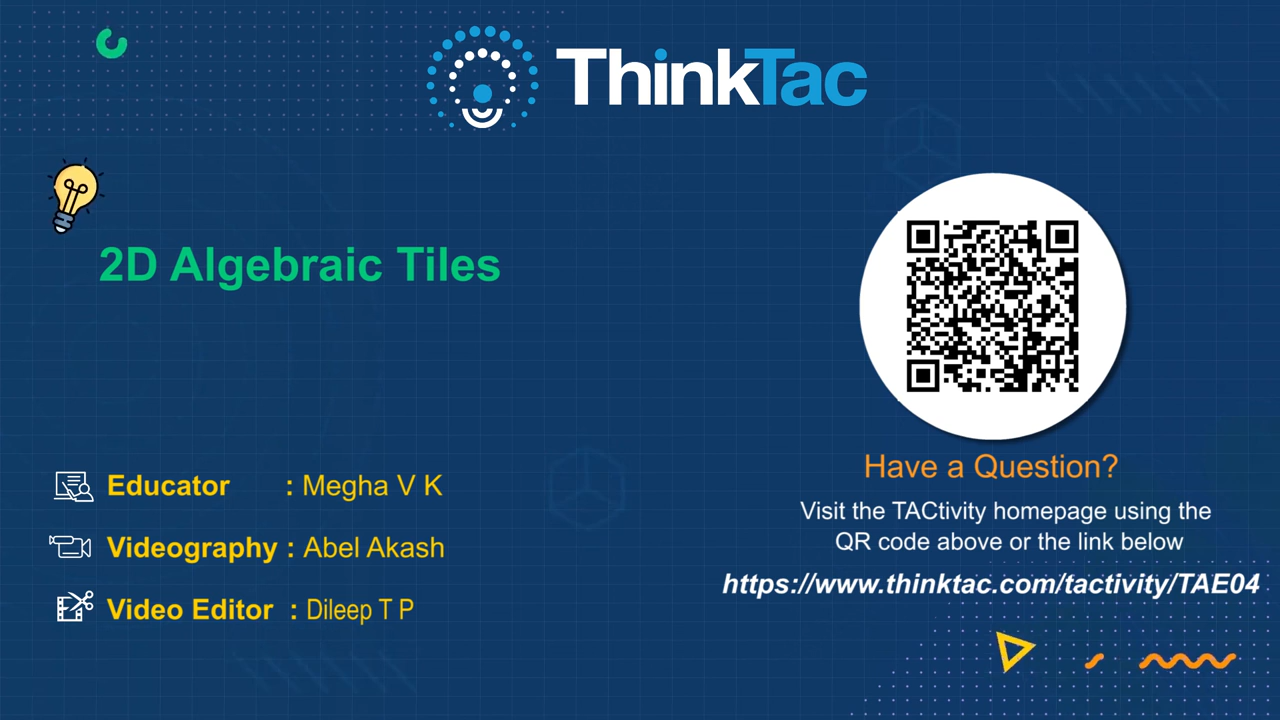 ThinkTac
2D Algebraic Tiles
Educator : Megha V K
Videography : Abel Akash
Video Editor : Dileep T P
Have a Question?
Visit the TACtivity homepage using the
QR code above or the link below
https://www.thinktac.com/tactivity/TAE04